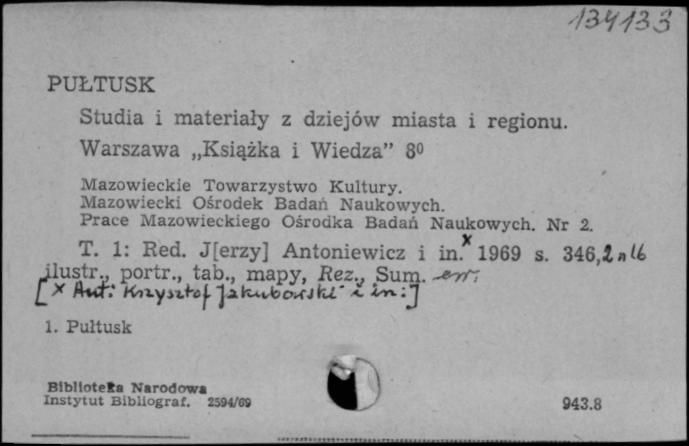 134133
PUŁTUSK
Studia i materiały z dziejów miasta i regionu.
Warszawa „Książka i Wiedza” 8⁰
Mazowieckie Towarzystwo Kultury.
Mazowiecki Ośrodek Badań Naukowych.
Prace Mazowieckiego Ośrodka Badań Naukowych. Nr 2.
T. 1: Red. J[erzy] Antoniewicz i in.ˣ 1969 s. 346, 2 nlb
ilustr., portr., tab., mapy, Rez., Sum.
[x Aut.: Krzysztof Jakubowski i in.]
1. Pułtusk
Biblioteka Narodowa
Instytut Bibliograf. 2594/69
943.8